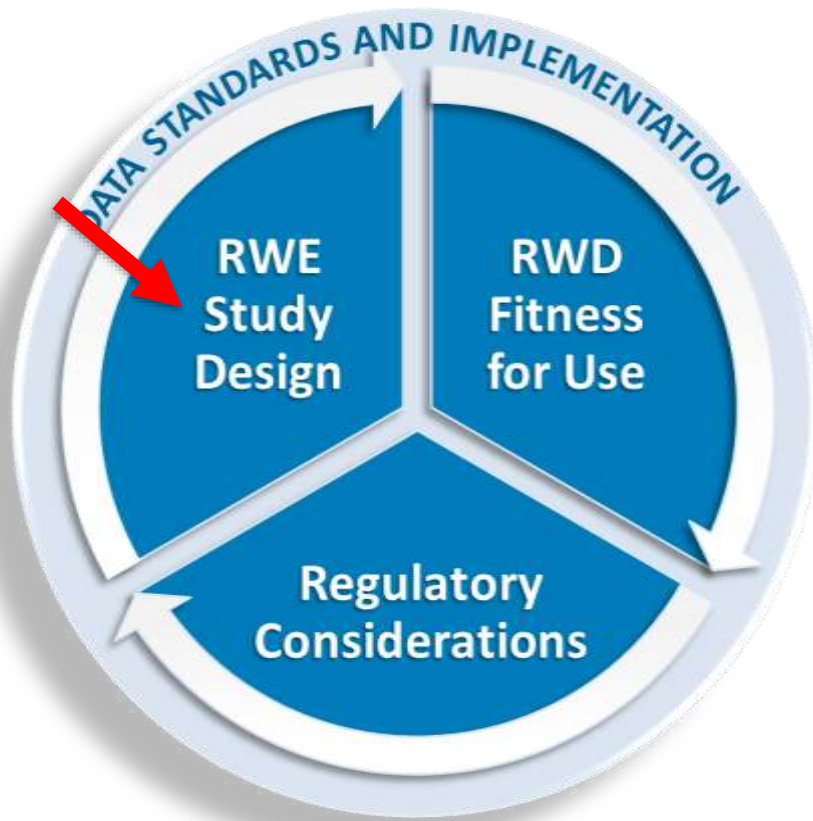 DATA STANDARDS AND IMPLEMENTATION
RWE
Study
Design
RWD
Fitness
for Use
Regulatory
Considerations